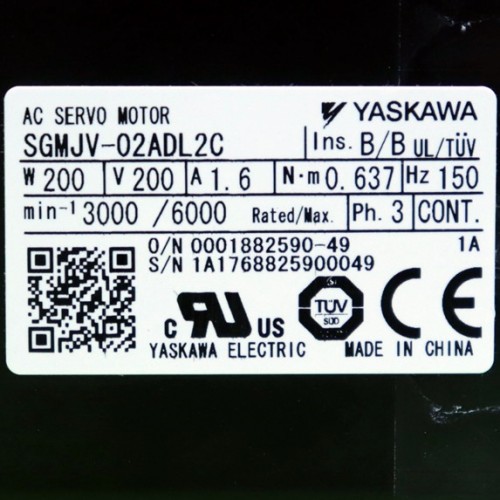 AC SERVO MOTOR YASKAWA
SGMJV-02ADL2C Ins. B/B UL/TÜV
W 200 V 200 A 1.6 N·m 0.637 Hz 150
min-1 3000 /6000 Rated/Max. Ph. 3 CONT.
O/N 0001882590-49 1A
S/N 1A1768825900049
C RU US TÜV SÜD CE
YASKAWA ELECTRIC MADE IN CHINA